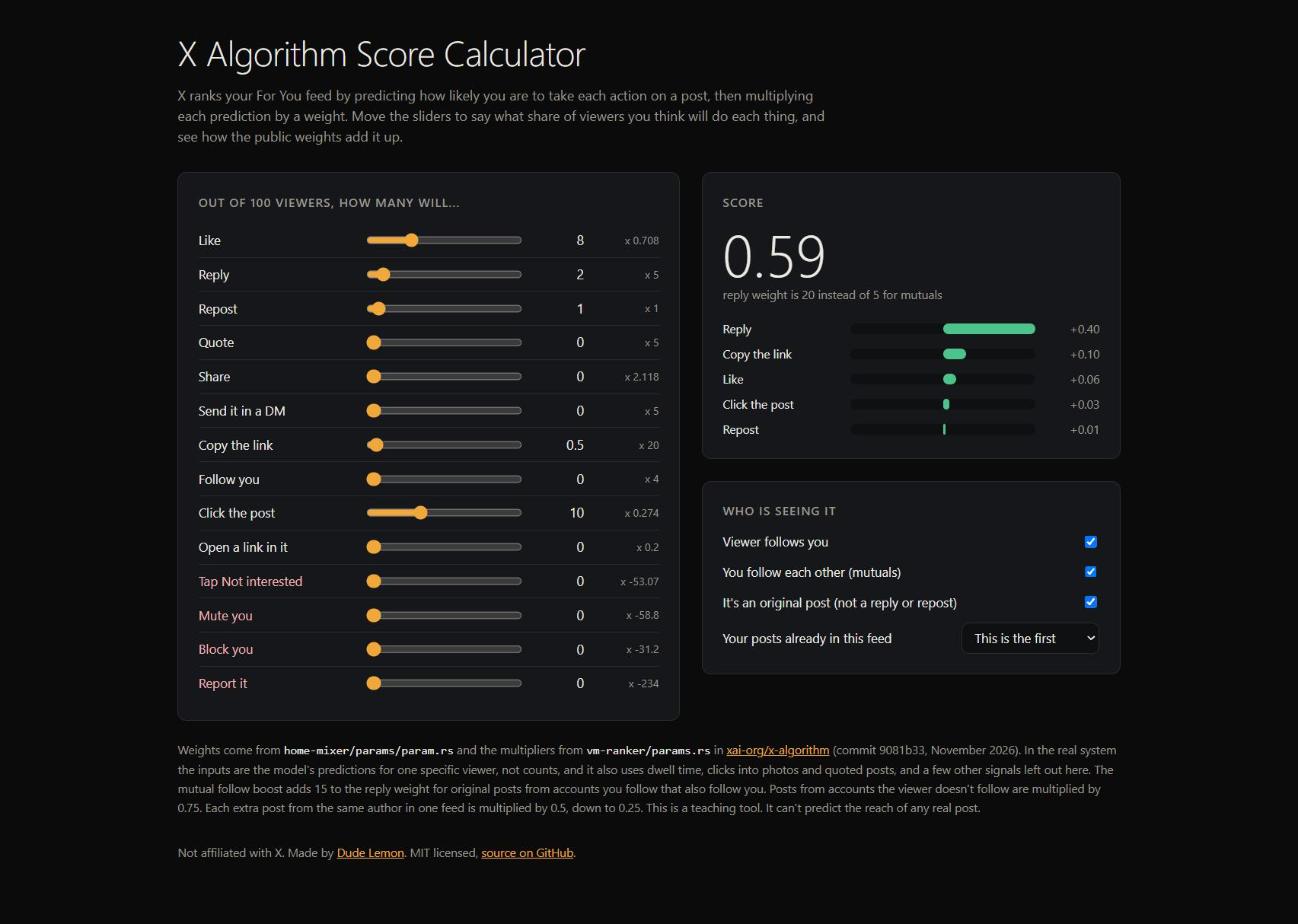 X Algorithm Score Calculator
X ranks your For You feed by predicting how likely you are to take each action on a post, then multiplying
each prediction by a weight. Move the sliders to say what share of viewers you think will do each thing, and
see how the public weights add it up.
OUT OF 100 VIEWERS, HOW MANY WILL...
Like 8 x 0.708
Reply 2 x 5
Repost 1 x 1
Quote 0 x 5
Share 0 x 2.118
Send it in a DM 0 x 5
Copy the link 0.5 x 20
Follow you 0 x 4
Click the post 10 x 0.274
Open a link in it 0 x 0.2
Tap Not interested 0 x -53.07
Mute you 0 x -58.8
Block you 0 x -31.2
Report it 0 x -234
SCORE
0.59
reply weight is 20 instead of 5 for mutuals
Reply +0.40
Copy the link +0.10
Like +0.06
Click the post +0.03
Repost +0.01
WHO IS SEEING IT
Viewer follows you
You follow each other (mutuals)
It's an original post (not a reply or repost)
Your posts already in this feed This is the first
Weights come from home-mixer/params/param.rs and the multipliers from vm-ranker/params.rs in xai-org/x-algorithm (commit 9081b33, November 2026). In the real system
the inputs are the model's predictions for one specific viewer, not counts, and it also uses dwell time, clicks into photos and quoted posts, and a few other signals left out here. The
mutual follow boost adds 15 to the reply weight for original posts from accounts you follow that also follow you. Posts from accounts the viewer doesn't follow are multiplied by
0.75. Each extra post from the same author in one feed is multiplied by 0.5, down to 0.25. This is a teaching tool. It can't predict the reach of any real post.
Not affiliated with X. Made by Dude Lemon. MIT licensed, source on GitHub.